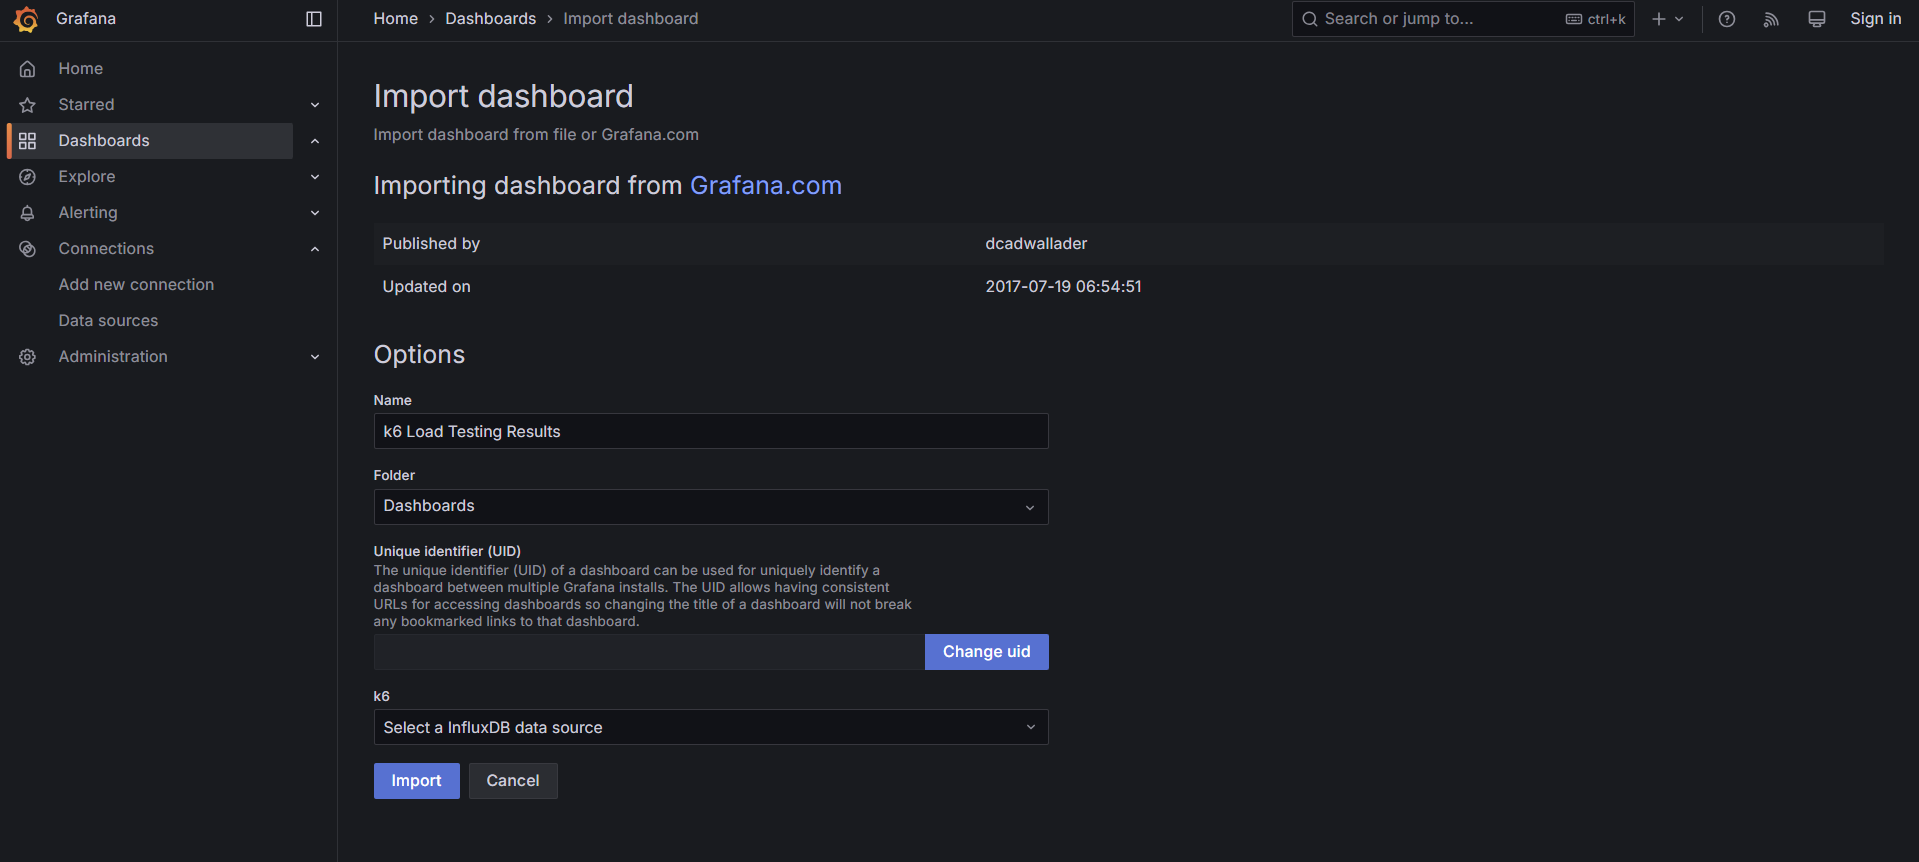 Grafana
Home › Dashboards › Import dashboard
Search or jump to... ctrl+k
Sign in
Home
Starred
Dashboards
Explore
Alerting
Connections
Add new connection
Data sources
Administration
Import dashboard
Import dashboard from file or Grafana.com
Importing dashboard from Grafana.com
Published by dcadwallader
Updated on 2017-07-19 06:54:51
Options
Name
k6 Load Testing Results
Folder
Dashboards
Unique identifier (UID)
The unique identifier (UID) of a dashboard can be used for uniquely identify a
dashboard between multiple Grafana installs. The UID allows having consistent
URLs for accessing dashboards so changing the title of a dashboard will not break
any bookmarked links to that dashboard.
Change uid
k6
Select a InfluxDB data source
Import Cancel